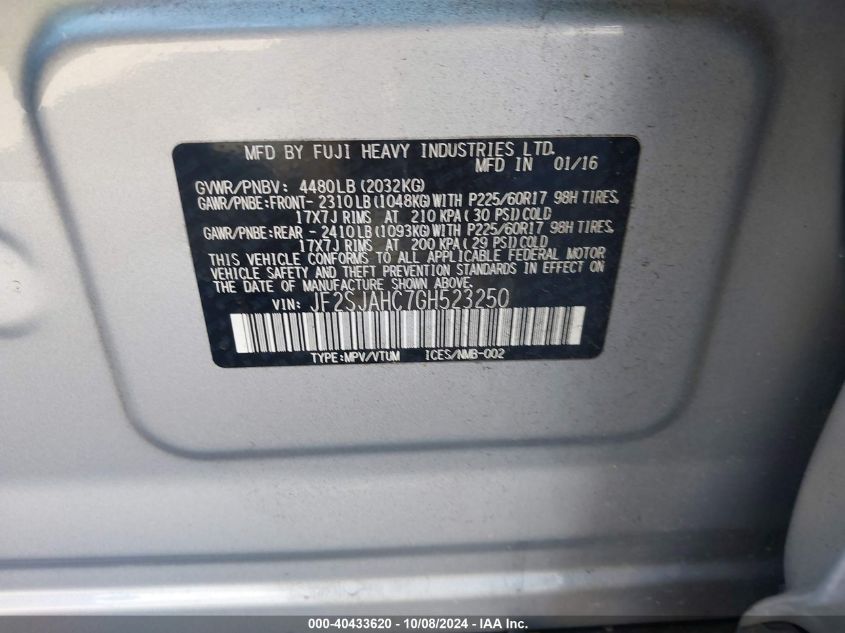 MFD BY FUJI HEAVY INDUSTRIES LTD.
MFD IN 01/16
GVWR/PNBV: 4480LB (2032KG)
GAWR/PNBE:FRONT- 2310LB (1048KG) WITH P225/60R17 98H TIRES,
17X7J RIMS AT 210 KPA (30 PSI) COLD
GAWR/PNBE:REAR - 2410LB (1093KG) WITH P225/60R17 98H TIRES,
17X7J RIMS AT 200 KPA (29 PSI) COLD
THIS VEHICLE CONFORMS TO ALL APPLICABLE FEDERAL MOTOR
VEHICLE SAFETY AND THEFT PREVENTION STANDARDS IN EFFECT ON
THE DATE OF MANUFACTURE SHOWN ABOVE.
VIN: JF2SJAHC7GH523250
TYPE:MPV/VTUM ICES/NMB-002
000-40433620 - 10/08/2024 - IAA Inc.